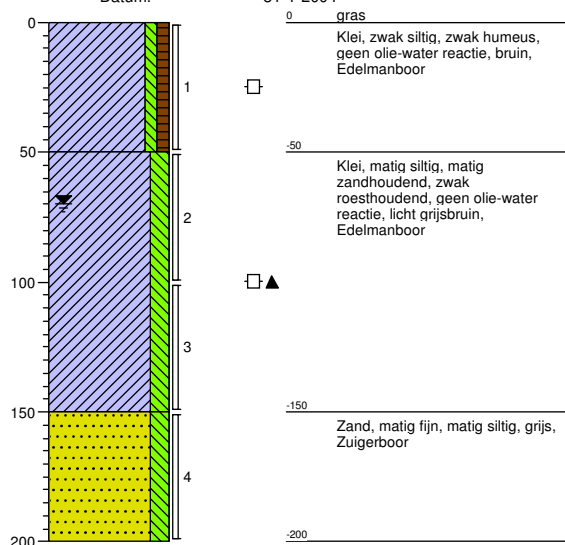 Datum:
0
gras
0
Klei, zwak siltig, zwak humeus,
geen olie-water reactie, bruin,
Edelmanboor
1
50
-50
Klei, matig siltig, matig
zandhoudend, zwak
roesthoudend, geen olie-water
reactie, licht grijsbruin,
Edelmanboor
2
100
3
150
-150
Zand, matig fijn, matig siltig, grijs,
Zuigerboor
4
200
-200